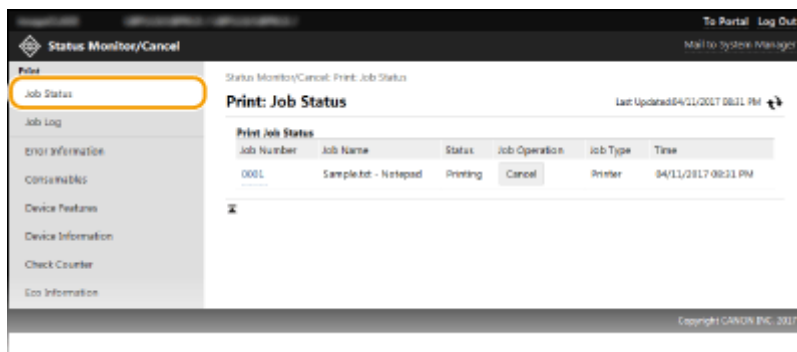 To Portal Log Out
Status Monitor/Cancel
Mail to System Manager
Print
Job Status
Job Log
Error Information
Consumables
Device Features
Device Information
Check Counter
Eco Information
Status Monitor/Cancel: Print: Job Status
Print: Job Status
Last Updated:04/11/2017 08:31 PM
Print Job Status
Job Number Job Name Status Job Operation Job Type Time
0001 Sample.txt - Notepad Printing Cancel Printer 04/11/2017 08:31 PM
Copyright CANON INC. 2017